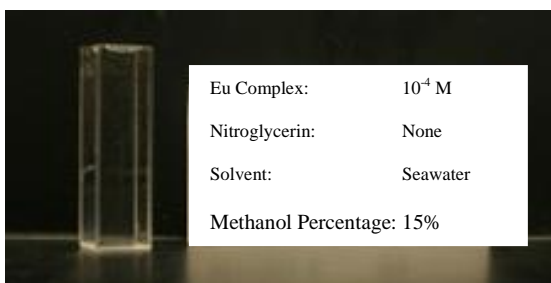 Eu Complex: 10⁻⁴ M
Nitroglycerin: None
Solvent: Seawater
Methanol Percentage: 15%